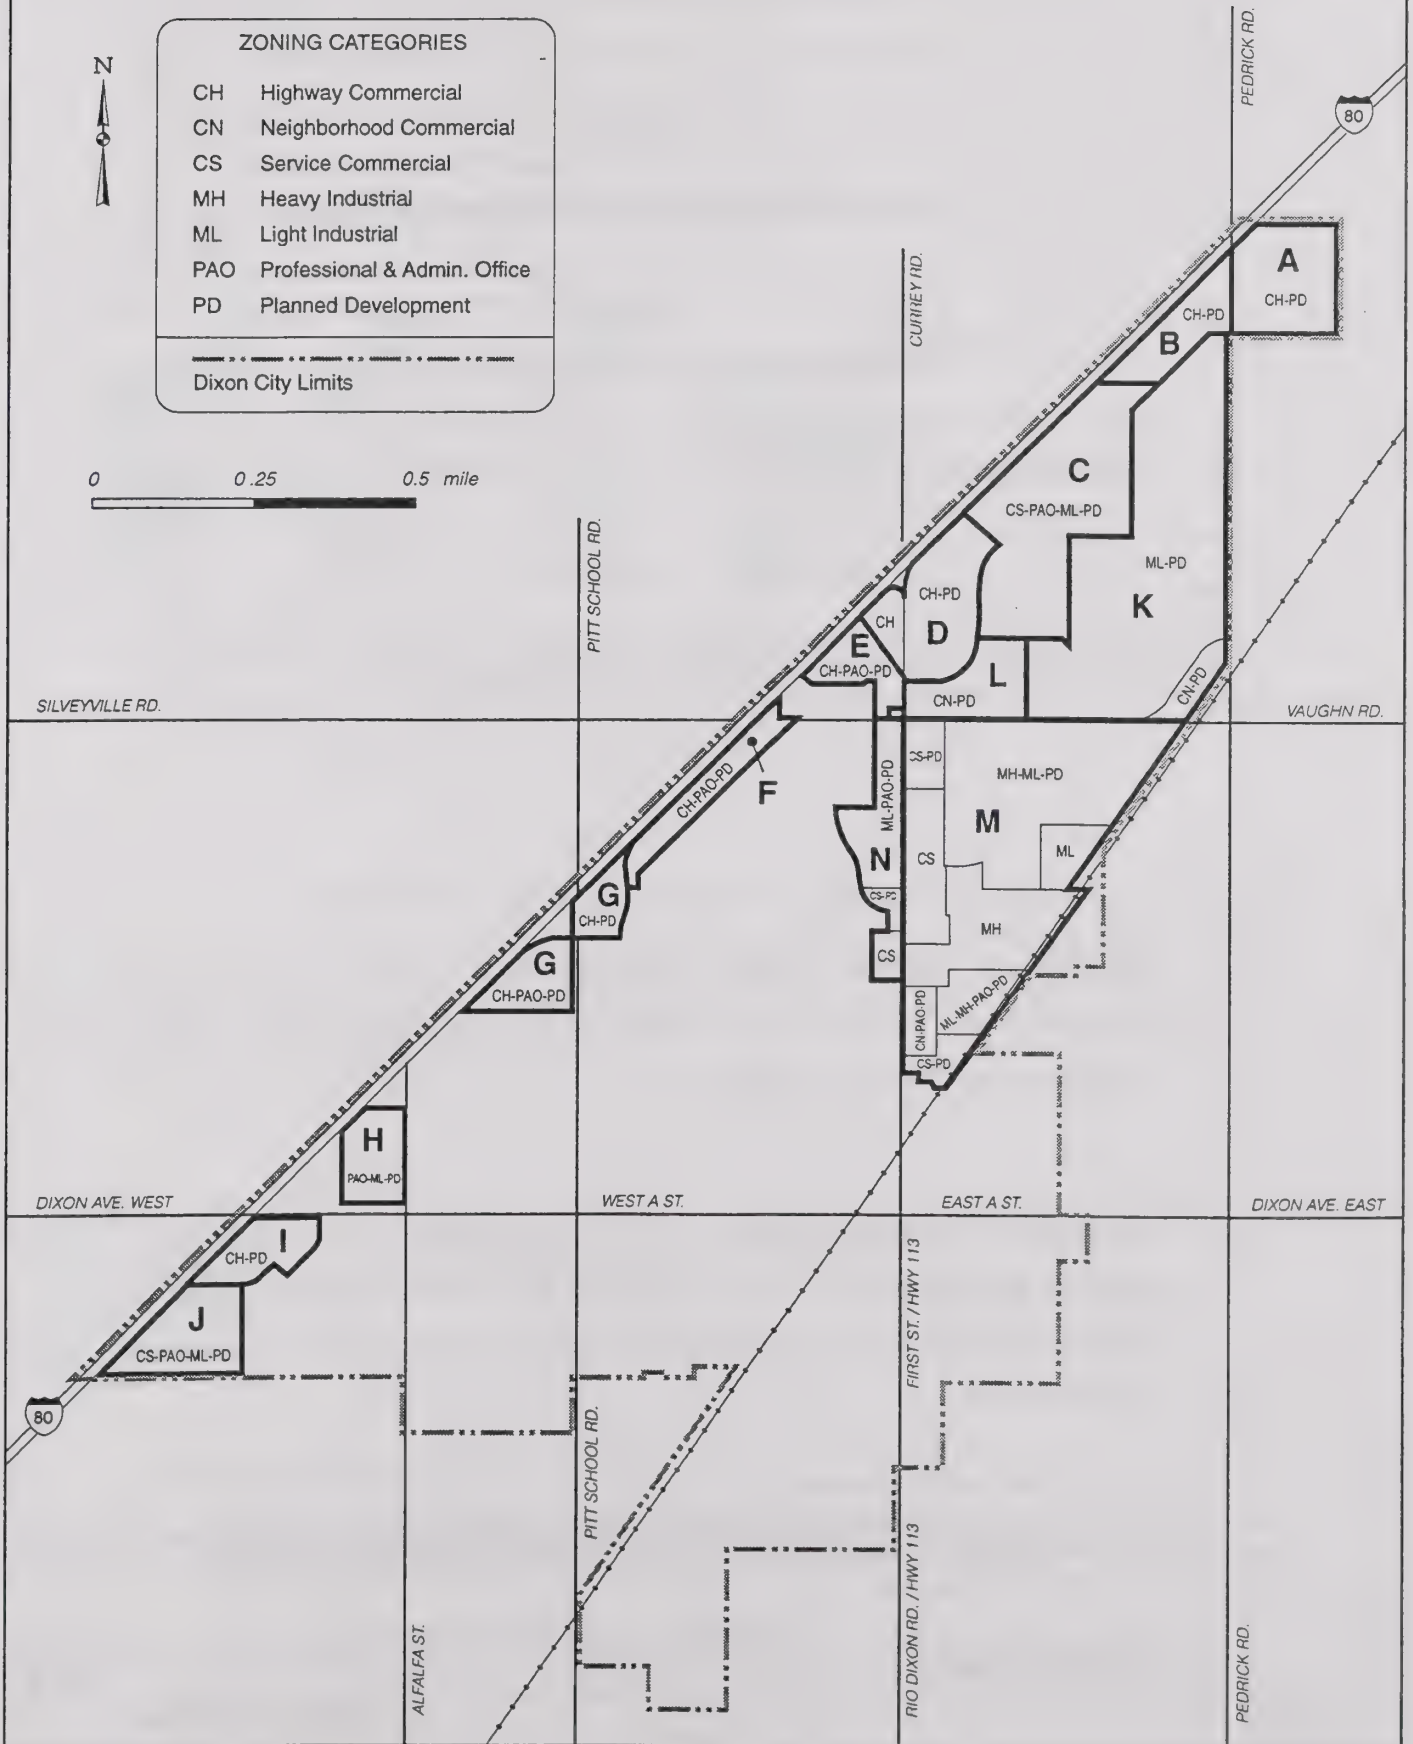 PEDRICK RD.
ZONING CATEGORIES
N
CH Highway Commercial
CN Neighborhood Commercial
CS Service Commercial
MH Heavy Industrial
ML Light Industrial
PAO Professional & Admin. Office
PD Planned Development
Dixon City Limits
80
0 0.25 0.5 mile
CURREY RD.
PITT SCHOOL RD.
A
CH-PD
CH-PD
B
C
CS-PAO-ML-PD
ML-PD
K
CH-PD
CH
D
E
CH-PAO-PD
L
CN-PD
CN-PD
SILVEYVILLE RD.
VAUGHN RD.
CH-PAO-PD
F
ML-PAO-PD
CS-PD
MH-ML-PD
M
ML
N
CS
CS-PD
MH
CS
G
CH-PD
G
CH-PAO-PD
CN-PAO-PD
ML-MH-PAO-PD
CS-PD
H
PAO-ML-PD
DIXON AVE. WEST
WEST A ST.
EAST A ST.
DIXON AVE. EAST
I
CH-PD
J
CS-PAO-ML-PD
80
FIRST ST. / HWY 113
PITT SCHOOL RD.
ALFALFA ST.
RIO DIXON RD. / HWY 113
PEDRICK RD.